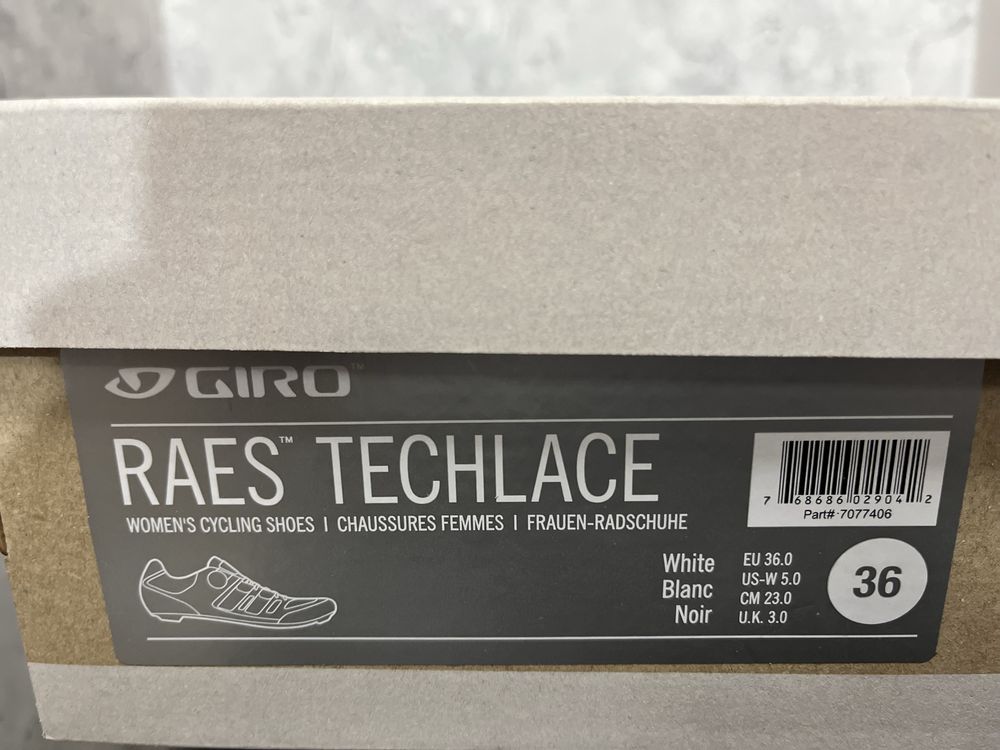 GIRO™
RAES™ TECHLACE
WOMEN'S CYCLING SHOES | CHAUSSURES FEMMES | FRAUEN-RADSCHUHE
7 68686 02904 2
Part# 7077406
White
Blanc
Noir
EU 36.0
US-W 5.0
CM 23.0
U.K. 3.0
36